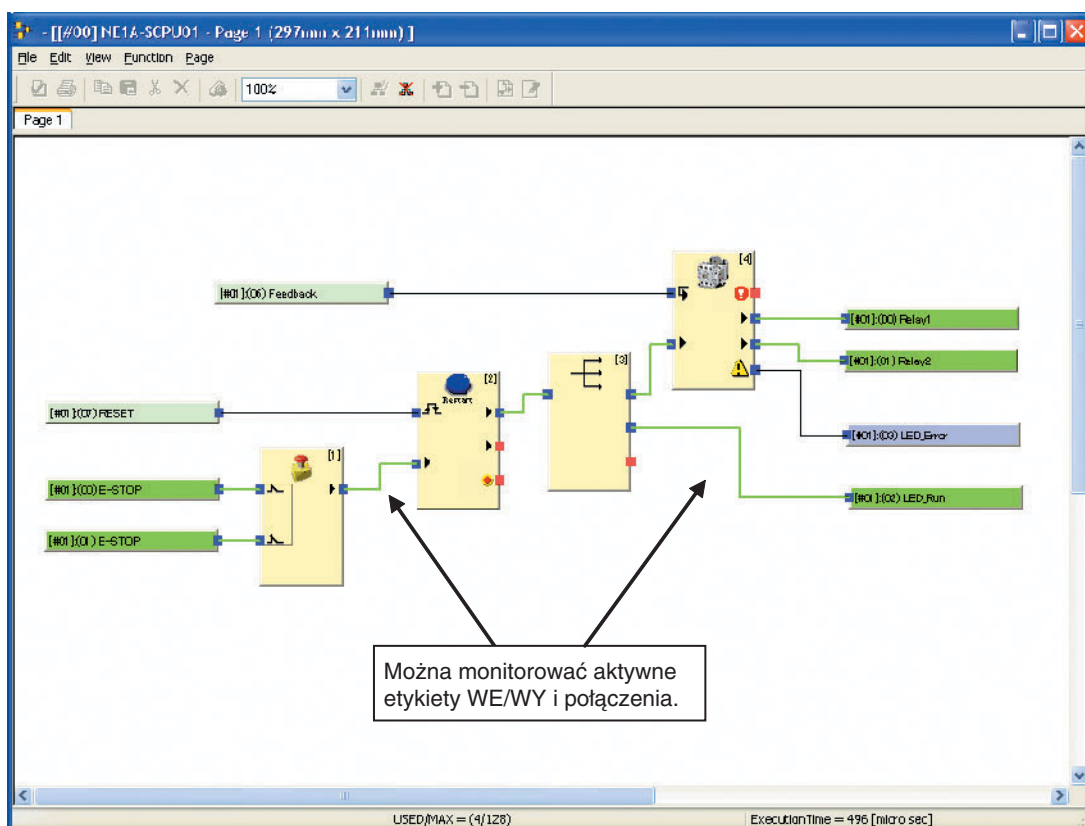 - [[#00] NE1A-SCPU01 - Page 1 (297mm x 211mm) ]
File Edit View Function Page
100%
Page 1
[4]
[#01]:(06) Feedback
[#01]:(00) Relay1
[3]
[#01]:(01) Relay2
[2]
Restart
[#01]:(07) RESET
[#01]:(03) LED_Error
[1]
[#01]:(00) E-STOP
[#01]:(02) LED_Run
[#01]:(01) E-STOP
Można monitorować aktywne
etykiety WE/WY i połączenia.
USED/MAX = (4/128)
ExecutionTime = 496 [micro sec]